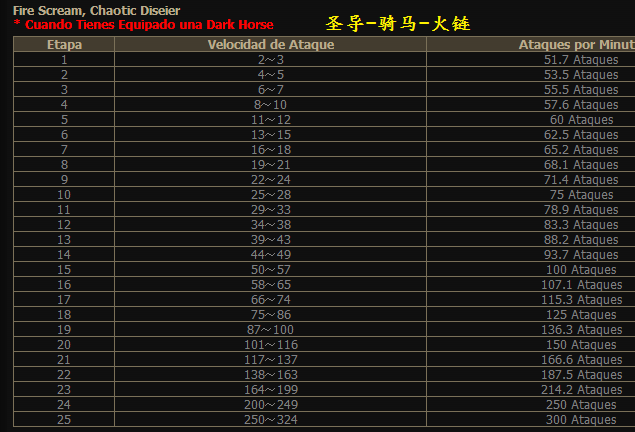 Fire Scream, Chaotic Diseier
* Cuando Tienes Equipado una Dark Horse 圣导-骑马-火链
Etapa Velocidad de Ataque Ataques por Minut
1 2～3 51.7 Ataques
2 4～5 53.5 Ataques
3 6～7 55.5 Ataques
4 8～10 57.6 Ataques
5 11～12 60 Ataques
6 13～15 62.5 Ataques
7 16～18 65.2 Ataques
8 19～21 68.1 Ataques
9 22～24 71.4 Ataques
10 25～28 75 Ataques
11 29～33 78.9 Ataques
12 34～38 83.3 Ataques
13 39～43 88.2 Ataques
14 44～49 93.7 Ataques
15 50～57 100 Ataques
16 58～65 107.1 Ataques
17 66～74 115.3 Ataques
18 75～86 125 Ataques
19 87～100 136.3 Ataques
20 101～116 150 Ataques
21 117～137 166.6 Ataques
22 138～163 187.5 Ataques
23 164～199 214.2 Ataques
24 200～249 250 Ataques
25 250～324 300 Ataques